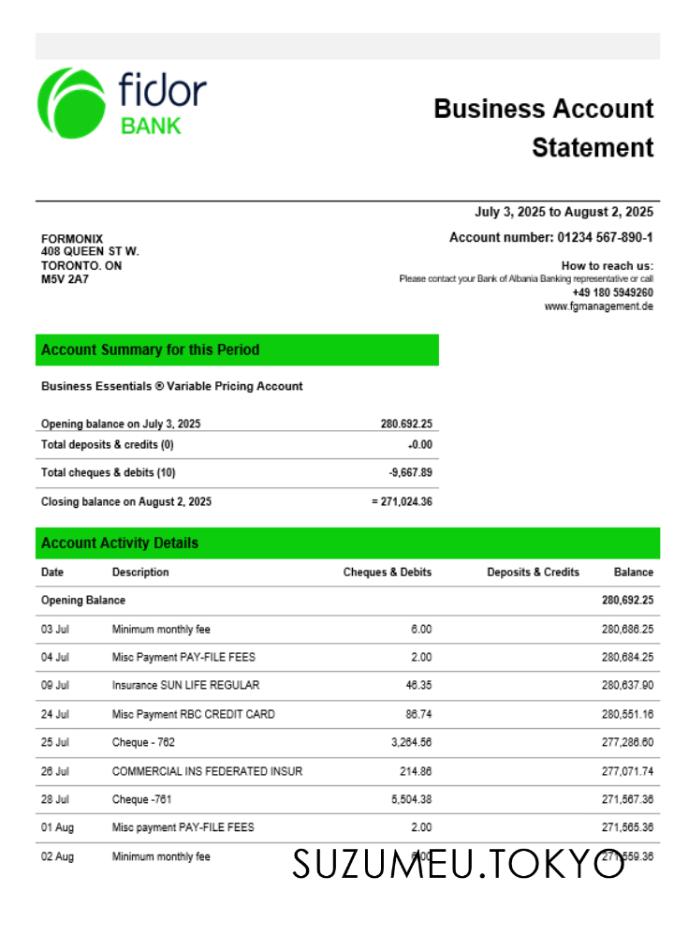 fidor
BANK
Business Account
Statement
July 3, 2025 to August 2, 2025
Account number: 01234 567-890-1
FORMONIX
408 QUEEN ST W.
TORONTO. ON
M5V 2A7
How to reach us:
Please contact your Bank of Albania Banking representative or call
+49 180 5949260
www.fgmanagement.de
Account Summary for this Period
Business Essentials ® Variable Pricing Account
Opening balance on July 3, 2025 280.692.25
Total deposits & credits (0) +0.00
Total cheques & debits (10) -9,667.89
Closing balance on August 2, 2025 = 271,024.36
Account Activity Details
Date Description Cheques & Debits Deposits & Credits Balance
Opening Balance 280,692.25
03 Jul Minimum monthly fee 6.00 280,686.25
04 Jul Misc Payment PAY-FILE FEES 2.00 280,684.25
09 Jul Insurance SUN LIFE REGULAR 46.35 280,637.90
24 Jul Misc Payment RBC CREDIT CARD 86.74 280,551.16
25 Jul Cheque - 762 3,264.56 277,286.60
26 Jul COMMERCIAL INS FEDERATED INSUR 214.86 277,071.74
28 Jul Cheque -761 5,504.38 271,567.36
01 Aug Misc payment PAY-FILE FEES 2.00 271,565.36
02 Aug Minimum monthly fee 6.00 271,559.36
SUZUMEU.TOKYO